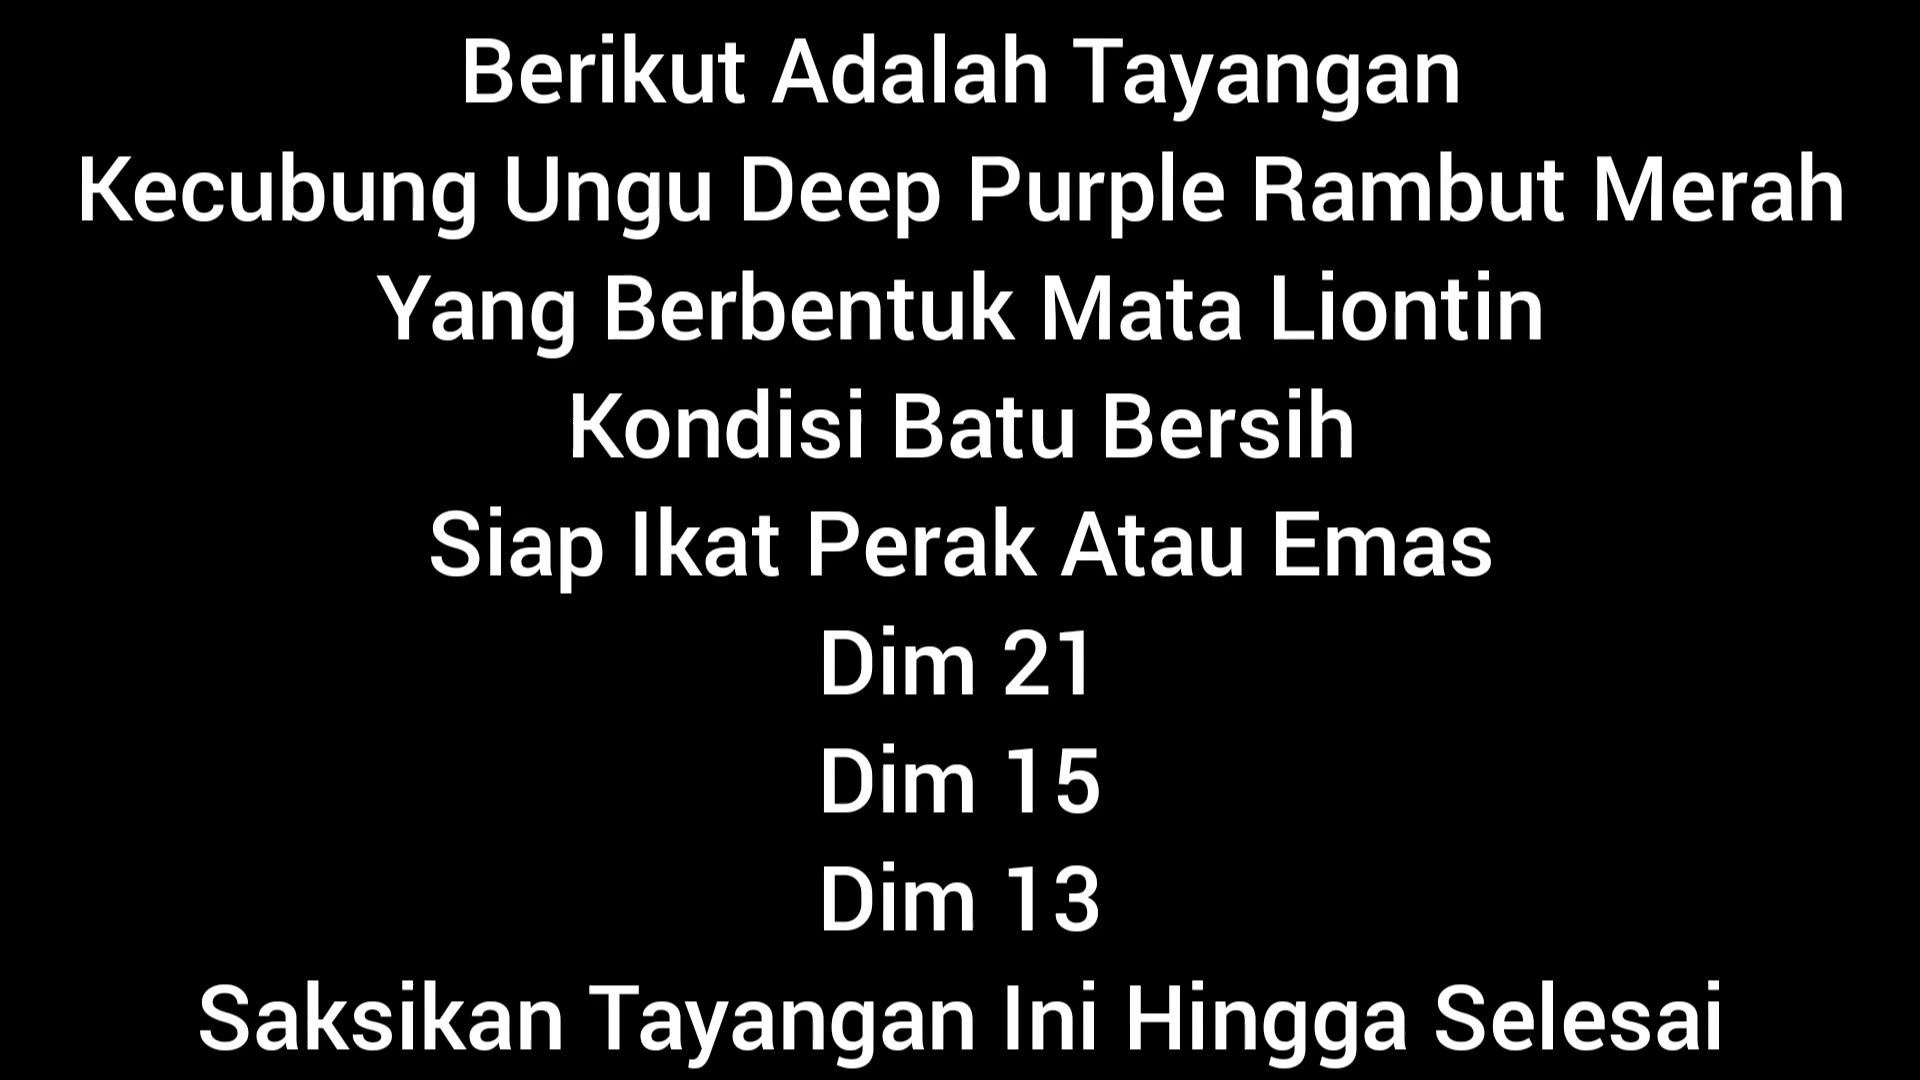 Berikut Adalah Tayangan
Kecubung Ungu Deep Purple Rambut Merah
Yang Berbentuk Mata Liontin
Kondisi Batu Bersih
Siap Ikat Perak Atau Emas
Dim 21
Dim 15
Dim 13
Saksikan Tayangan Ini Hingga Selesai